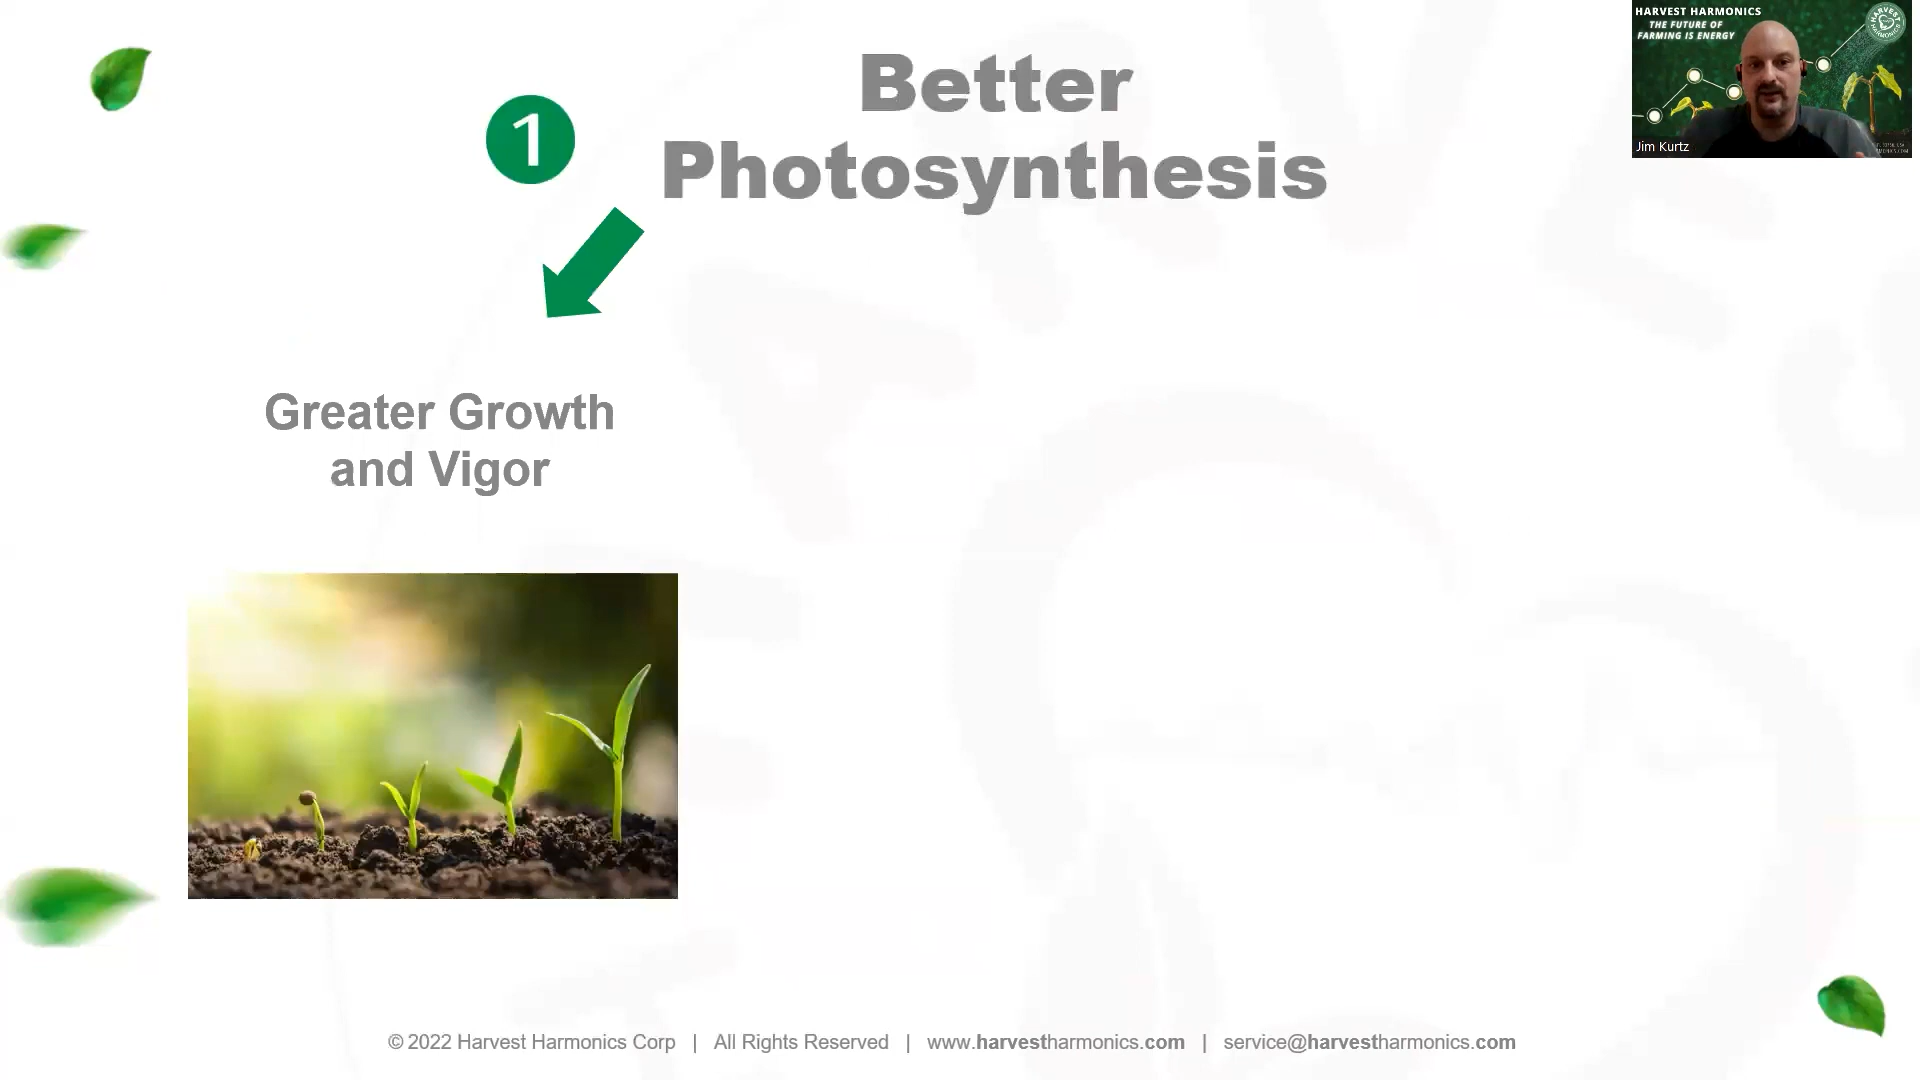 HARVEST HARMONICS
THE FUTURE OF
FARMING IS ENERGY
Jim Kurtz
1
Better
Photosynthesis
Greater Growth
and Vigor
© 2022 Harvest Harmonics Corp | All Rights Reserved | www.harvestharmonics.com | service@harvestharmonics.com